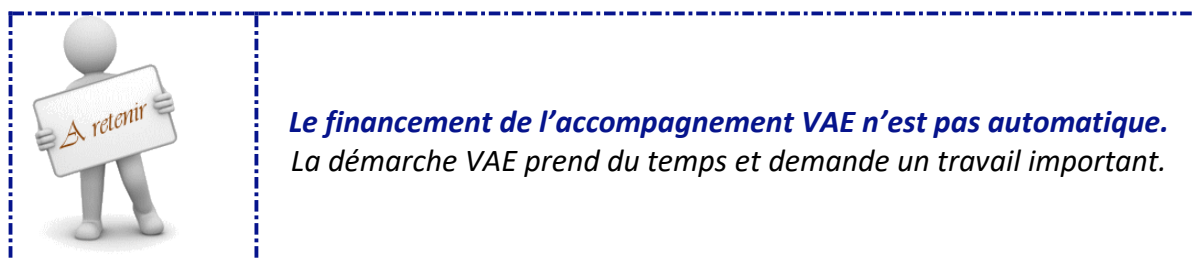 A retenir
Le financement de l’accompagnement VAE n’est pas automatique.
La démarche VAE prend du temps et demande un travail important.